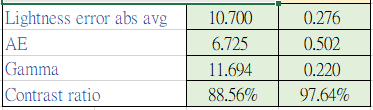 Lightness error abs avg 10.700 0.276
AE 6.725 0.502
Gamma 11.694 0.220
Contrast ratio 88.56% 97.64%